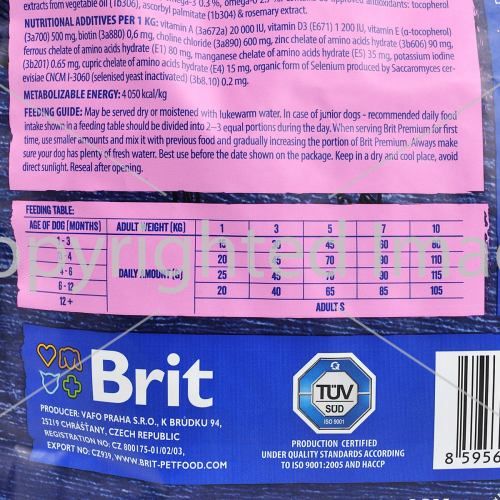 extracts from vegetable oil (1b306), ascorbyl palmitate (1b304) & rosemary extract.
NUTRITIONAL ADDITIVES PER 1 KG: vitamin A (3a672a) 20 000 IU, vitamin D3 (E671) 1 200 IU, vitamin E (α-tocopherol)
(3a700) 500 mg, biotin (3a880) 0,6 mg, choline chloride (3a890) 600 mg, zinc chelate of amino acids hydrate (3b606) 90 mg,
ferrous chelate of amino acids hydrate (E1) 80 mg, manganese chelate of amino acids hydrate (E5) 35 mg, potassium iodine
(3b201) 0.65 mg, cupric chelate of amino acids hydrate (E4) 15 mg, organic form of Selenium produced by Saccaromyces cer-
evisiae CNCM I-3060 (selenised yeast inactivated) (3b8.10) 0.2 mg.
METABOLIZABLE ENERGY: 4 050 kcal/kg
FEEDING GUIDE: May be served dry or moistened with lukewarm water. In case of junior dogs - recommended daily food
intake shown in a feeding table should be divided into 2–3 equal portions during the day. When serving Brit Premium for first
time, use smaller amounts and mix it with previous food and gradually increasing the portion of Brit Premium. Always make
sure your dog has plenty of fresh water. Best use before the date shown on the package. Keep in a dry and cool place, avoid
direct sunlight. Reseal after opening.
FEEDING TABLE:
AGE OF DOG (MONTHS) ADULT WEIGHT (KG) 1 3 5 7 10
1 - 3 45 60
- 4 DAILY AMOUNT (G) 20 90 110
4 - 6 25 45 70 90 115
6 - 12 20 40 65 85 105
12 + ADULT S
Copyrighted Image
Brit
PRODUCER: VAFO PRAHA S.R.O., K BRŮDKU 94,
25219 CHRÁŠŤANY, CZECH REPUBLIC
REGISTRATION NO.: CZ 800175-01/02/03,
EXPORT NO.: CZ939, WWW.BRIT-PETFOOD.COM
TÜV
SÜD
ISO 9001
PRODUCTION CERTIFIED
UNDER QUALITY STANDARDS ACCORDING
TO ISO 9001:2005 AND HACCP
8 5956